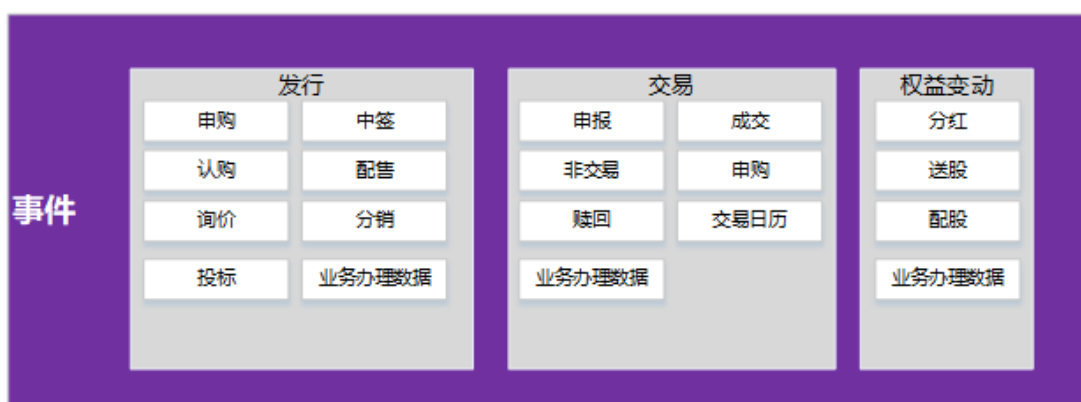 事件
发行
申购
中签
认购
配售
询价
分销
投标
业务办理数据
交易
申报
成交
非交易
申购
赎回
交易日历
业务办理数据
权益变动
分红
送股
配股
业务办理数据